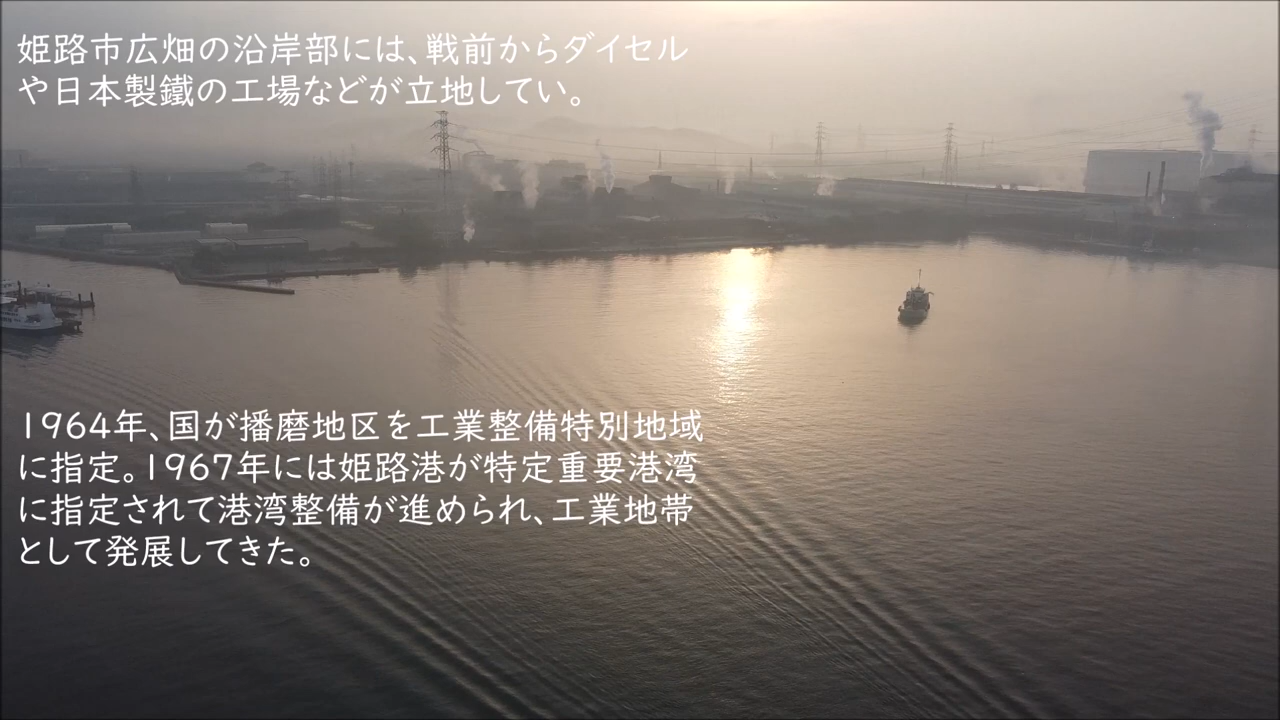 姫路市広畑の沿岸部には、戦前からダイセル
や日本製鐵の工場などが立地してい。
1964年、国が播磨地区を工業整備特別地域
に指定。1967年には姫路港が特定重要港湾
に指定されて港湾整備が進められ、工業地帯
として発展してきた。